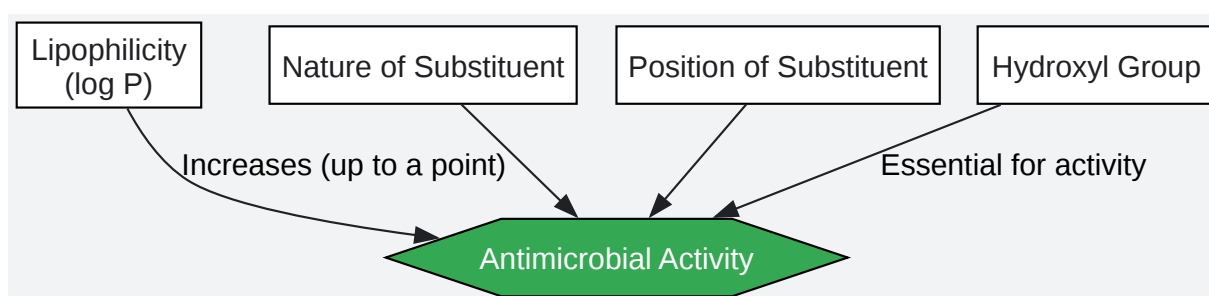 Lipophilicity
(log P)
Nature of Substituent
Position of Substituent
Hydroxyl Group
Increases (up to a point)
Essential for activity
Antimicrobial Activity